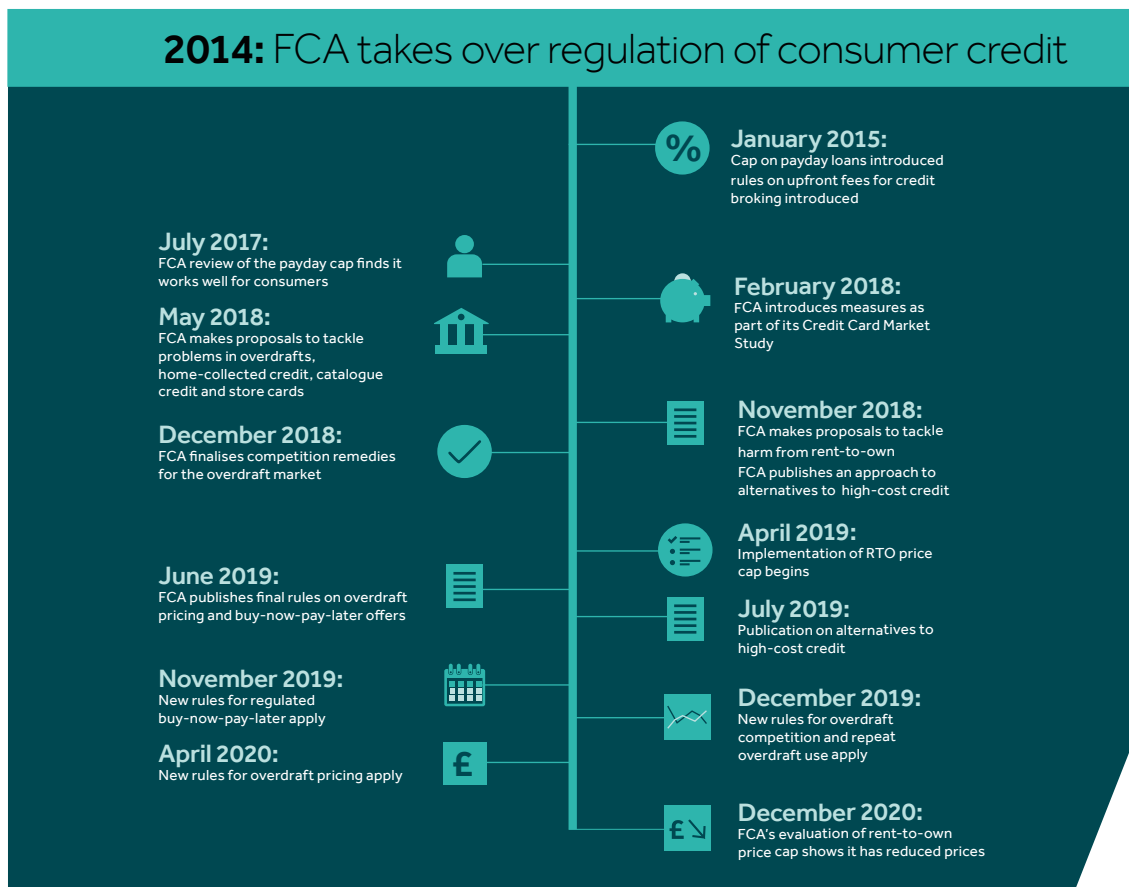 2014: FCA takes over regulation of consumer credit
%
January 2015:
Cap on payday loans introduced
rules on upfront fees for credit
broking introduced
July 2017:
FCA review of the payday cap finds it
works well for consumers
February 2018:
FCA introduces measures as
part of its Credit Card Market
Study
May 2018:
FCA makes proposals to tackle
problems in overdrafts,
home-collected credit, catalogue
credit and store cards
November 2018:
FCA makes proposals to tackle
harm from rent-to-own
FCA publishes an approach to
alternatives to high-cost credit
December 2018:
FCA finalises competition remedies
for the overdraft market
April 2019:
Implementation of RTO price
cap begins
June 2019:
FCA publishes final rules on overdraft
pricing and buy-now-pay-later offers
July 2019:
Publication on alternatives to
high-cost credit
November 2019:
New rules for regulated
buy-now-pay-later apply
December 2019:
New rules for overdraft
competition and repeat
overdraft use apply
April 2020:
New rules for overdraft pricing apply
£
December 2020:
FCA's evaluation of rent-to-own
price cap shows it has reduced prices
£